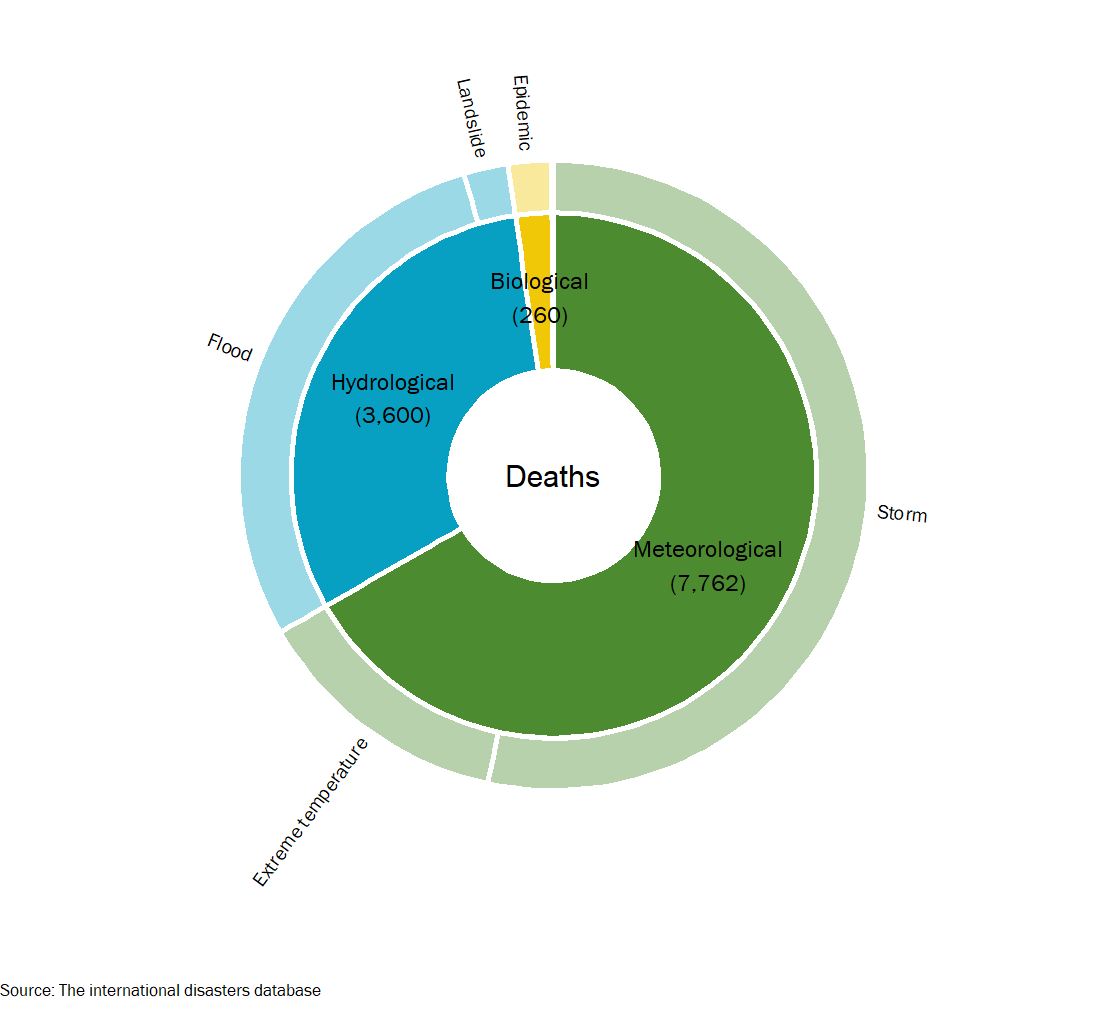 Landslide
Epidemic
Biological
(260)
Flood
Hydrological
(3,600)
Deaths
Storm
Meteorological
(7,762)
Extreme temperature
Source: The international disasters database